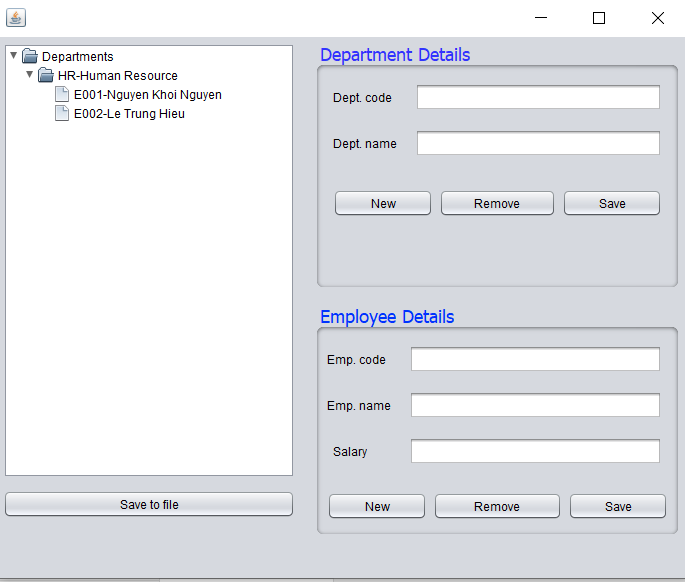 Departments
HR-Human Resource
E001-Nguyen Khoi Nguyen
E002-Le Trung Hieu
Save to file
Department Details
Dept. code
Dept. name
New Remove Save
Employee Details
Emp. code
Emp. name
Salary
New Remove Save